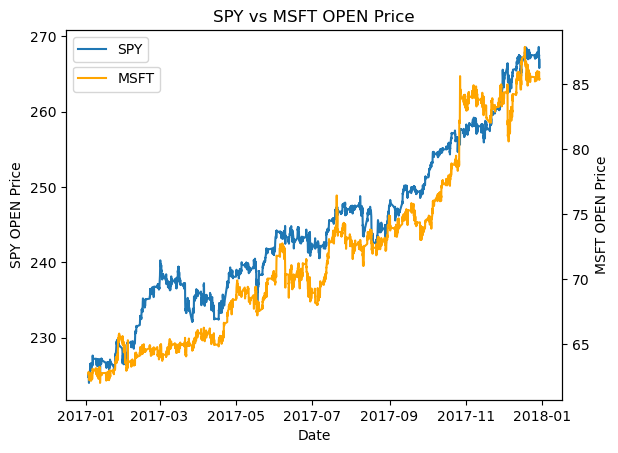 SPY vs MSFT OPEN Price
SPY
MSFT
270
260
250
240
230
SPY OPEN Price
85
80
75
70
65
MSFT OPEN Price
2017-01 2017-03 2017-05 2017-07 2017-09 2017-11 2018-01
Date